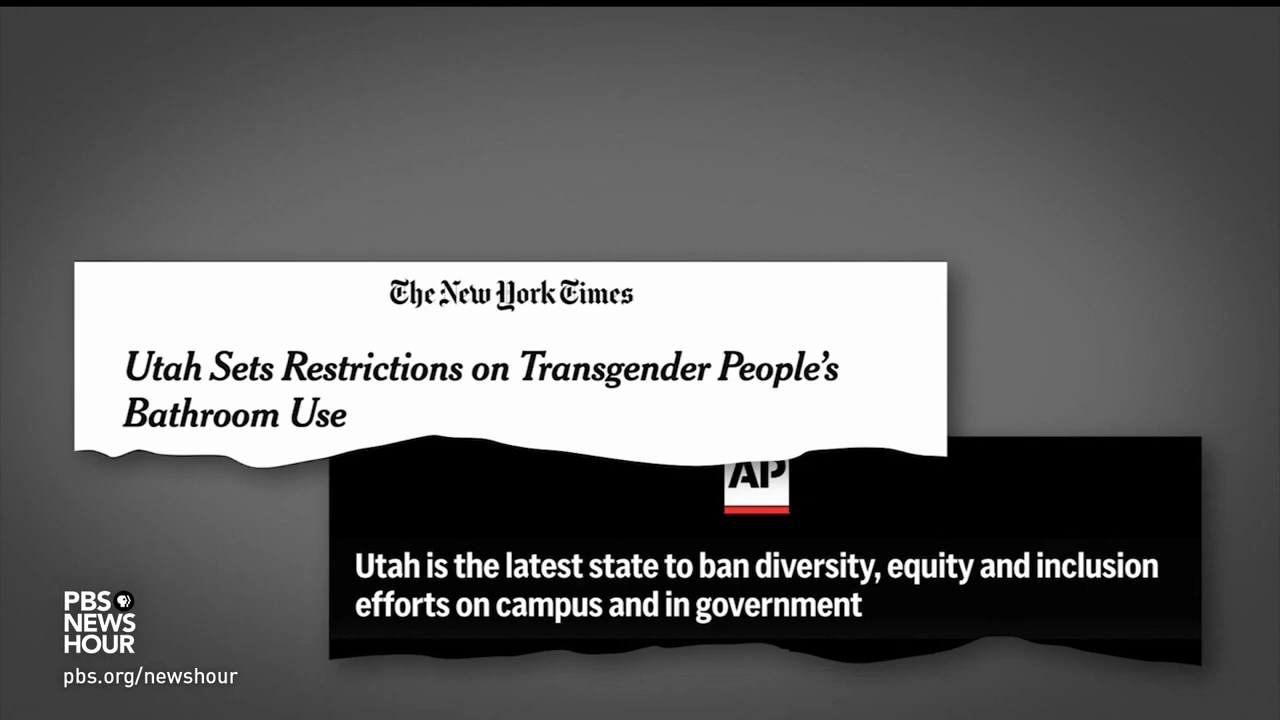 The New York Times
Utah Sets Restrictions on Transgender People's
Bathroom Use
AP
Utah is the latest state to ban diversity, equity and inclusion
efforts on campus and in government
PBS
NEWS
HOUR
pbs.org/newshour